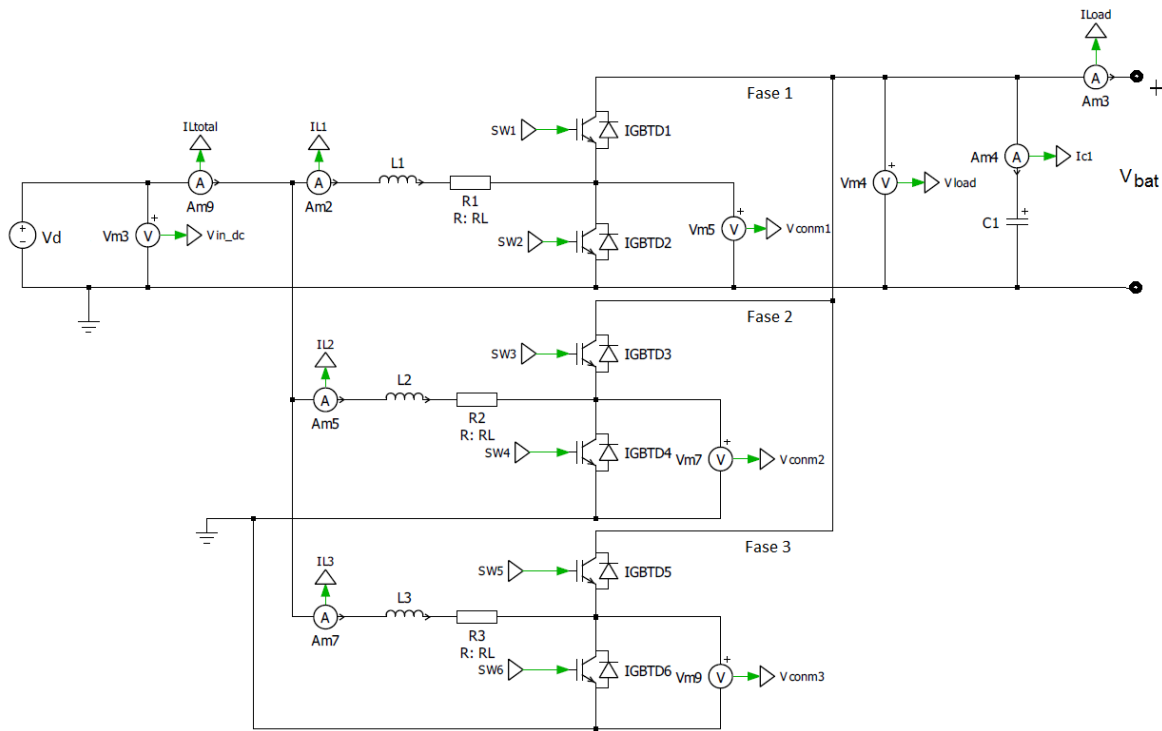 ILoad
A
Am3
+
Fase 1
ILtotal
A
Am9
IL1
A
Am2
L1
R1
R: RL
SW1
IGBTD1
SW2
IGBTD2
+
Vd
+
Vm3
V
Vin_dc
+
Vm5
V
Vconm1
+
Vm4
V
Vload
Am4
A
Ic1
+
C1
Vbat
Fase 2
IL2
A
Am5
L2
R2
R: RL
SW3
IGBTD3
SW4
IGBTD4
+
Vm7
V
Vconm2
Fase 3
IL3
A
Am7
L3
R3
R: RL
SW5
IGBTD5
SW6
IGBTD6
+
Vm9
V
Vconm3